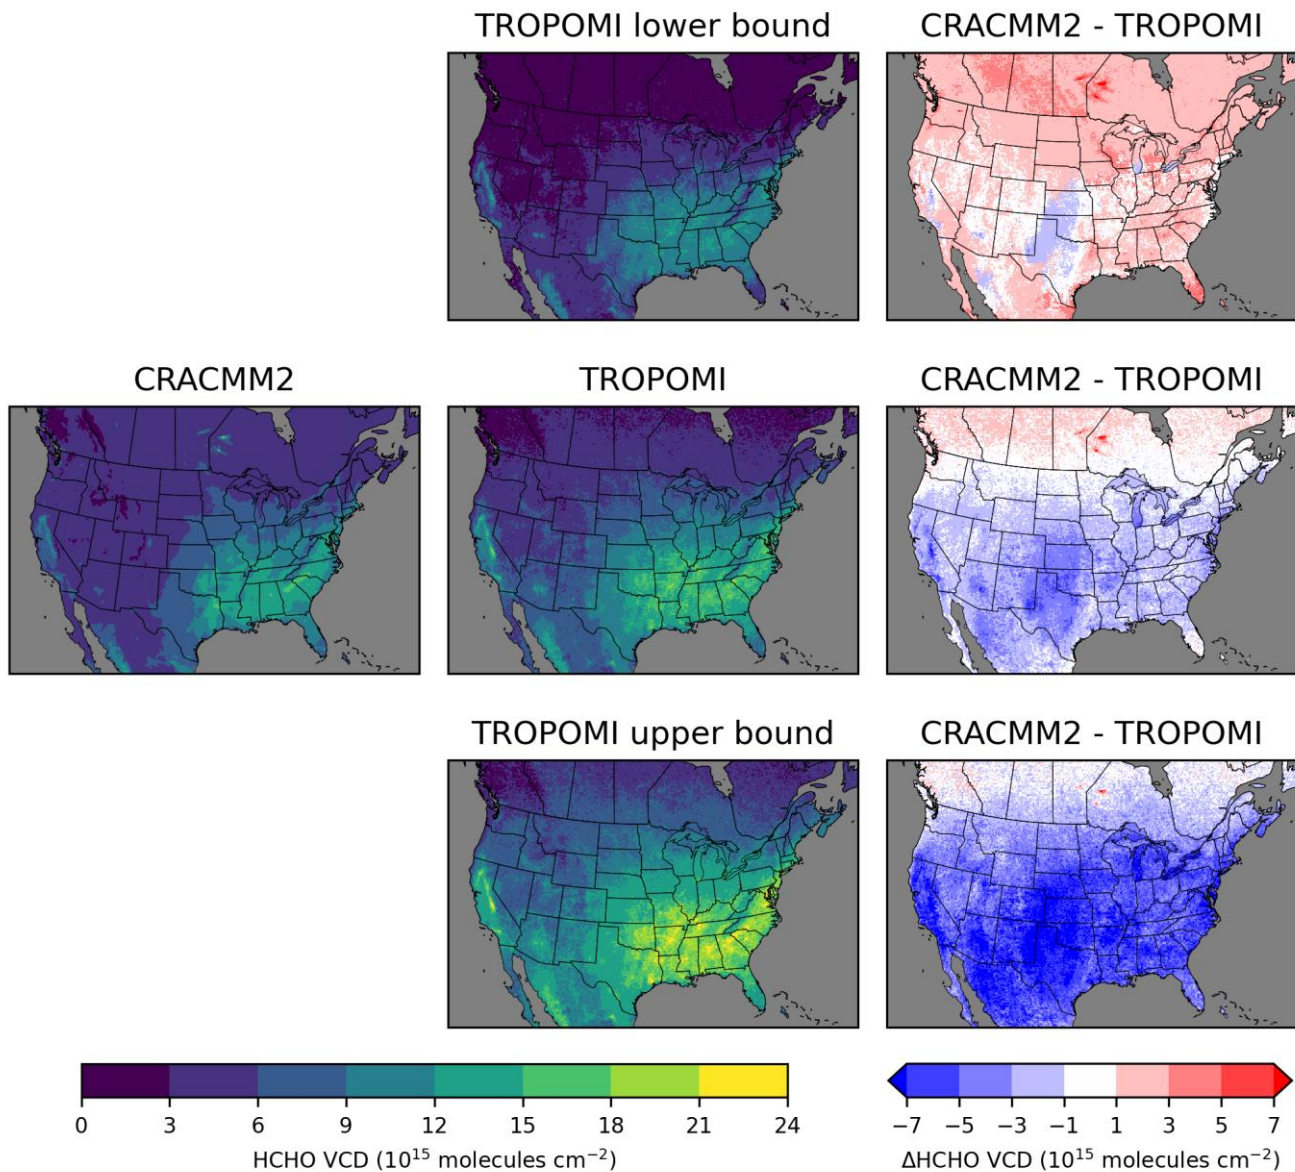 TROPOMI lower bound
CRACMM2 - TROPOMI
CRACMM2
TROPOMI
CRACMM2 - TROPOMI
TROPOMI upper bound
CRACMM2 - TROPOMI
0 3 6 9 12 15 18 21 24
HCHO VCD (10¹⁵ molecules cm⁻²)
−7 −5 −3 −1 1 3 5 7
ΔHCHO VCD (10¹⁵ molecules cm⁻²)